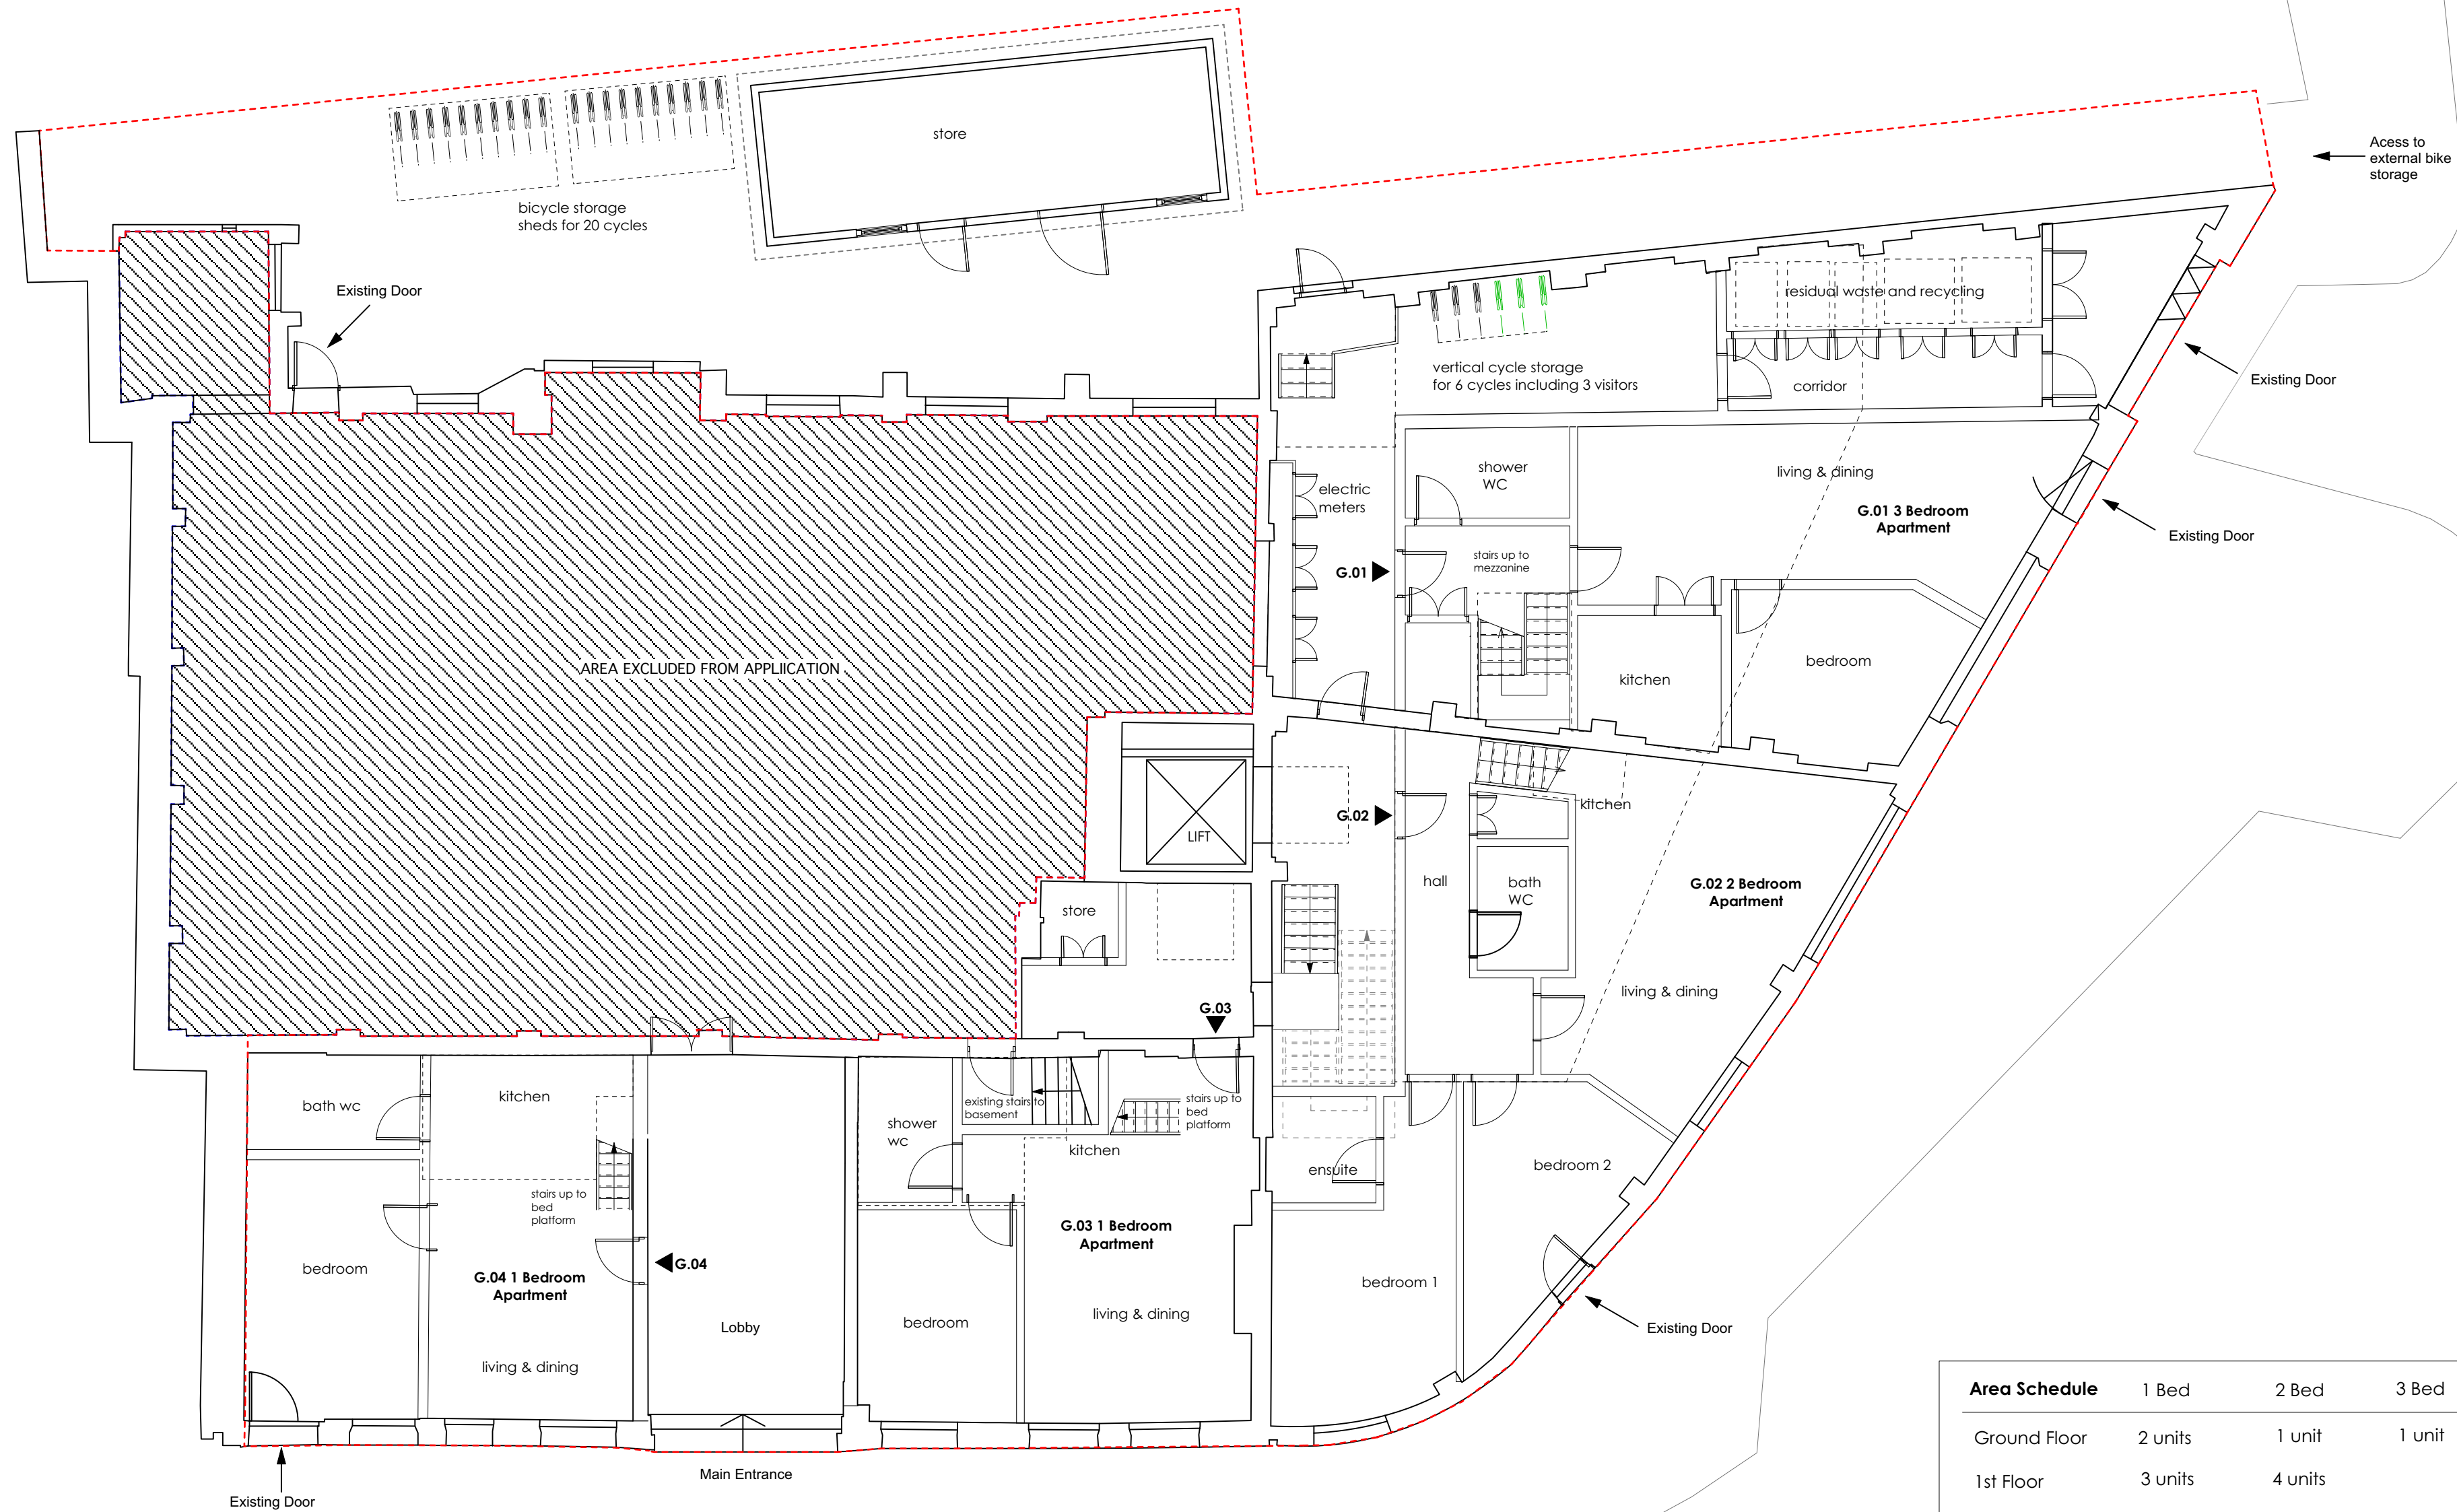 Acess to
external bike
storage
store
bicycle storage
sheds for 20 cycles
Existing Door
residual waste and recycling
vertical cycle storage
for 6 cycles including 3 visitors
corridor
Existing Door
shower
WC
living & dining
electric
meters
G.01 3 Bedroom
Apartment
Existing Door
stairs up to
mezzanine
G.01
AREA EXCLUDED FROM APPLIICATION
kitchen
bedroom
LIFT
G.02
kitchen
hall
bath
WC
G.02 2 Bedroom
Apartment
store
living & dining
G.03
bath wc
kitchen
existing stairs to
basement
stairs up to
bed
platform
shower
wc
kitchen
ensuite
bedroom 2
stairs up to
bed
platform
G.03 1 Bedroom
Apartment
bedroom
G.04 1 Bedroom
Apartment
G.04
bedroom 1
living & dining
bedroom
Lobby
Existing Door
living & dining
Main Entrance
Existing Door
Area Schedule 1 Bed 2 Bed 3 Bed
Ground Floor 2 units 1 unit 1 unit
1st Floor 3 units 4 units